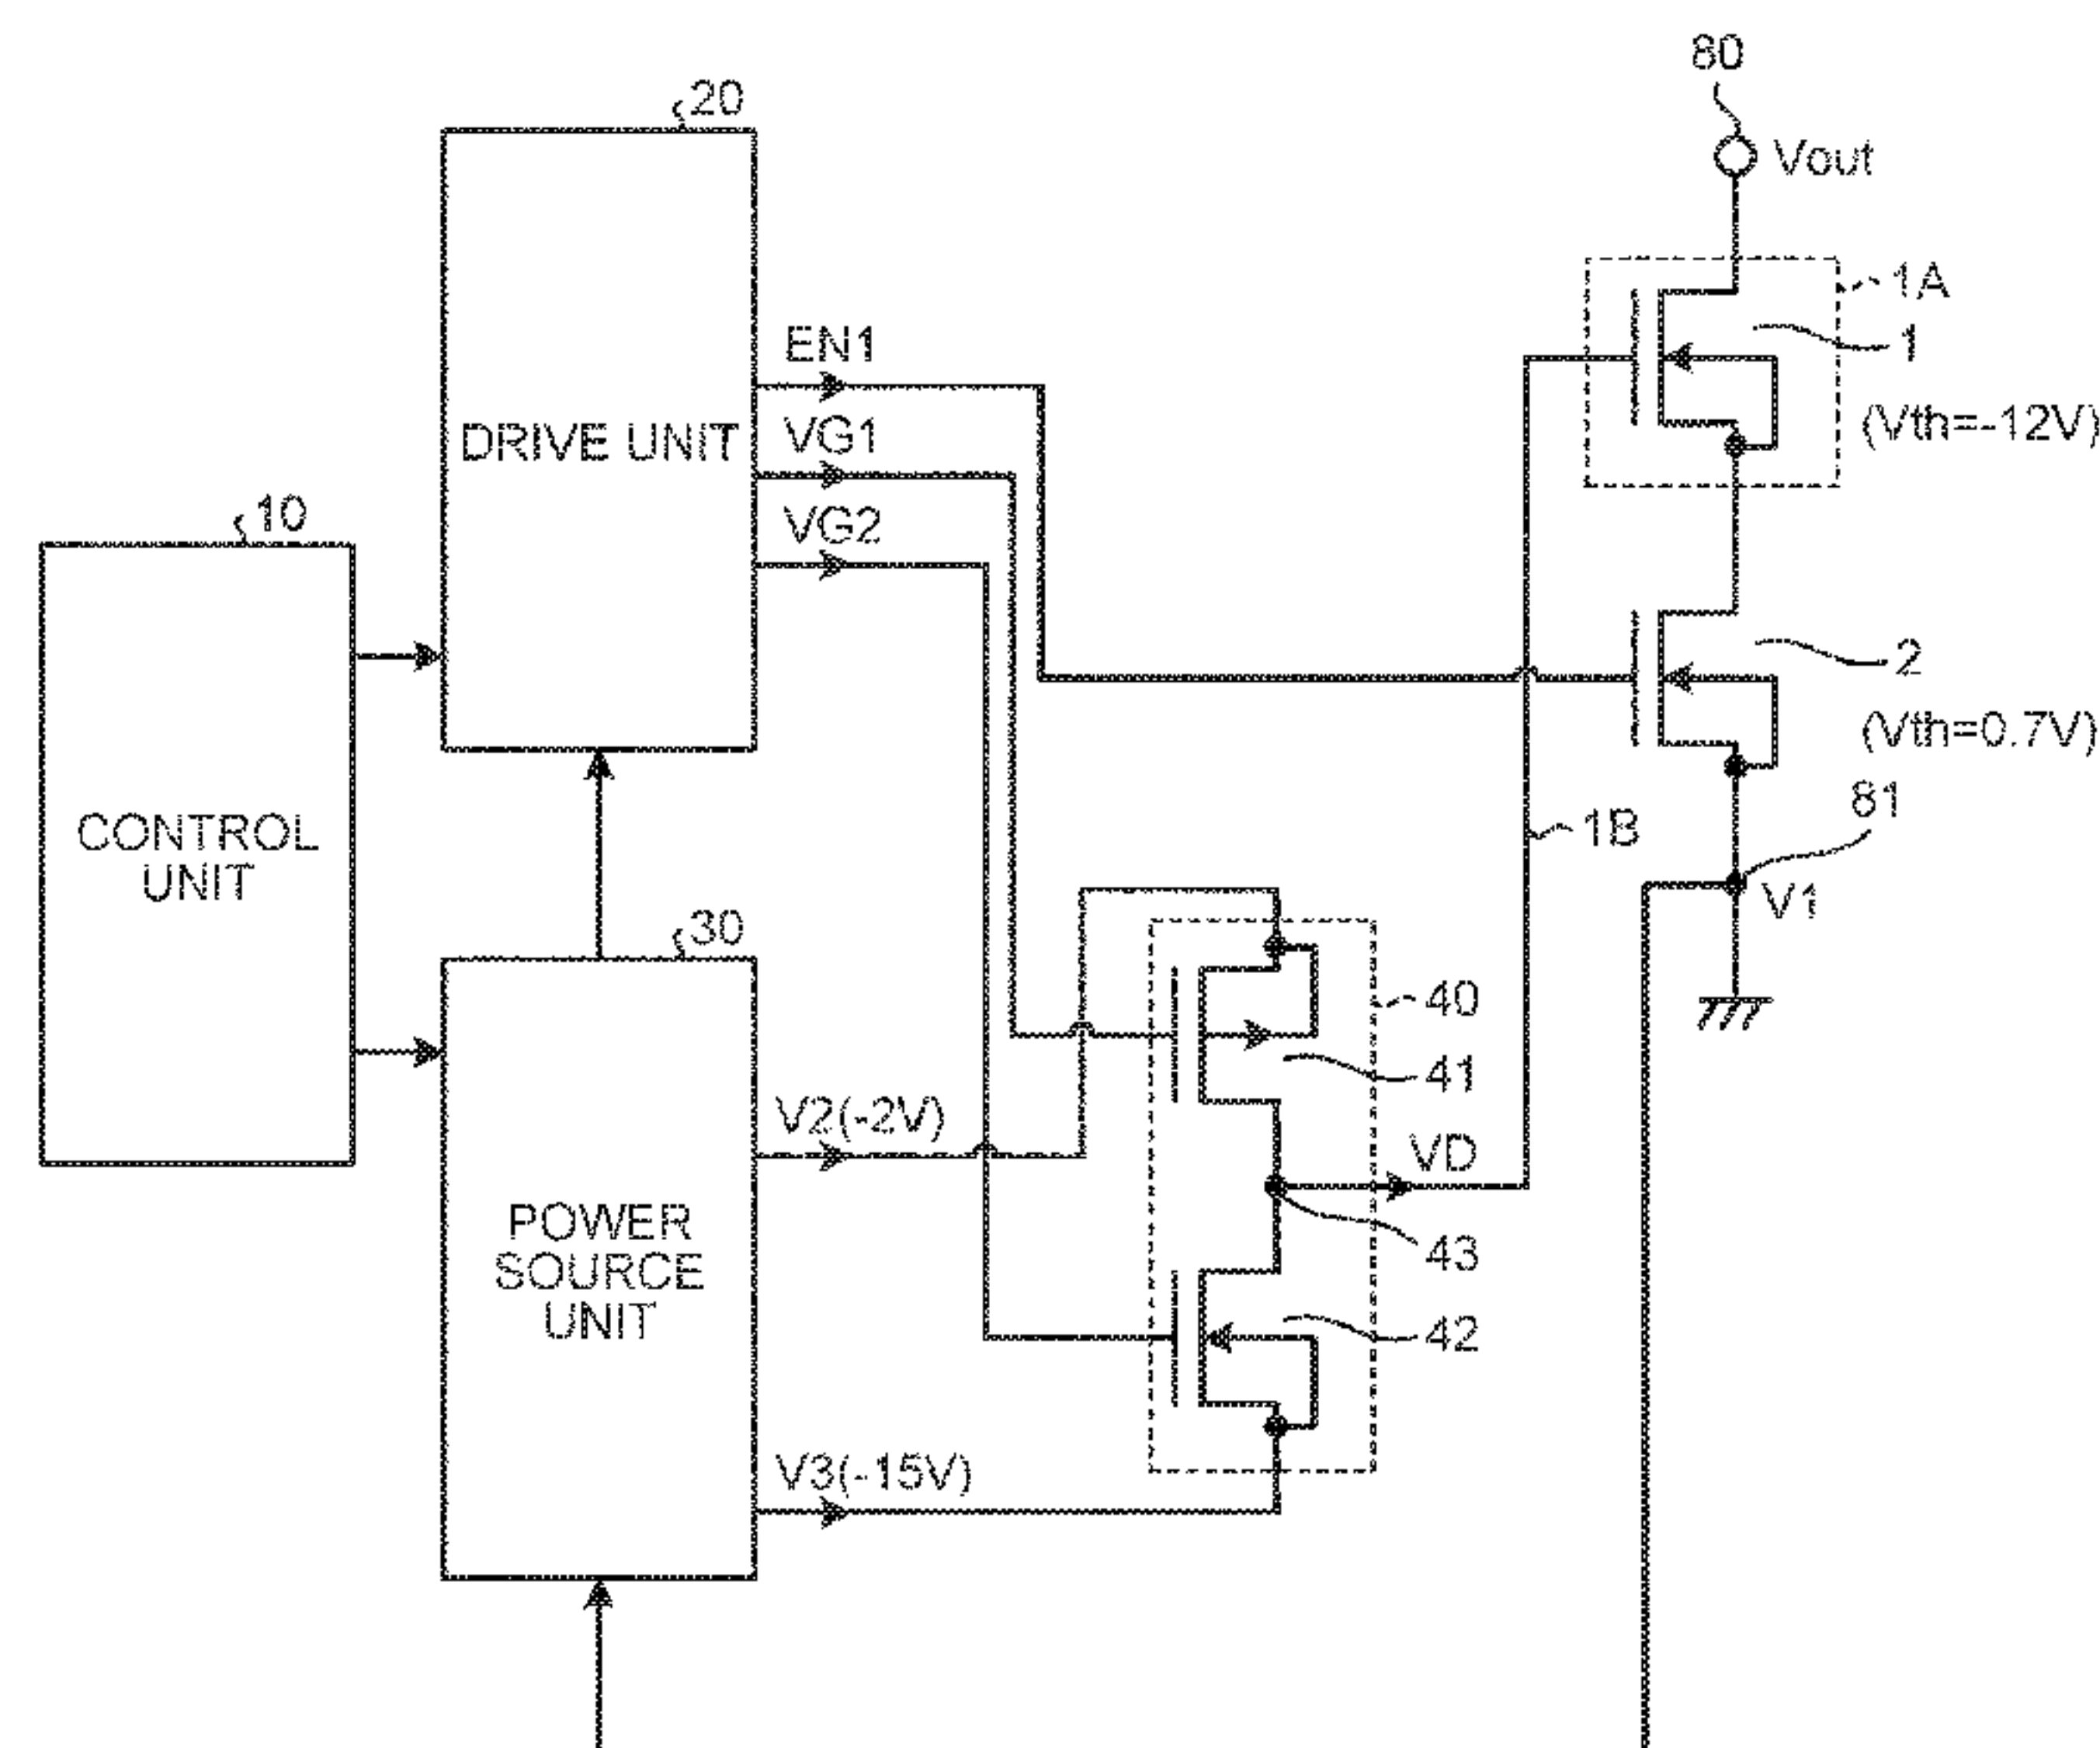 80
20
Vout
1A
EN1
1
VG1
(Vth=-12V)
DRIVE UNIT
10
VG2
2
(Vth=0.7V)
81
CONTROL
UNIT
1B
V1
30
40
41
V2(-2V)
VD
POWER
SOURCE
UNIT
43
42
V3(-15V)